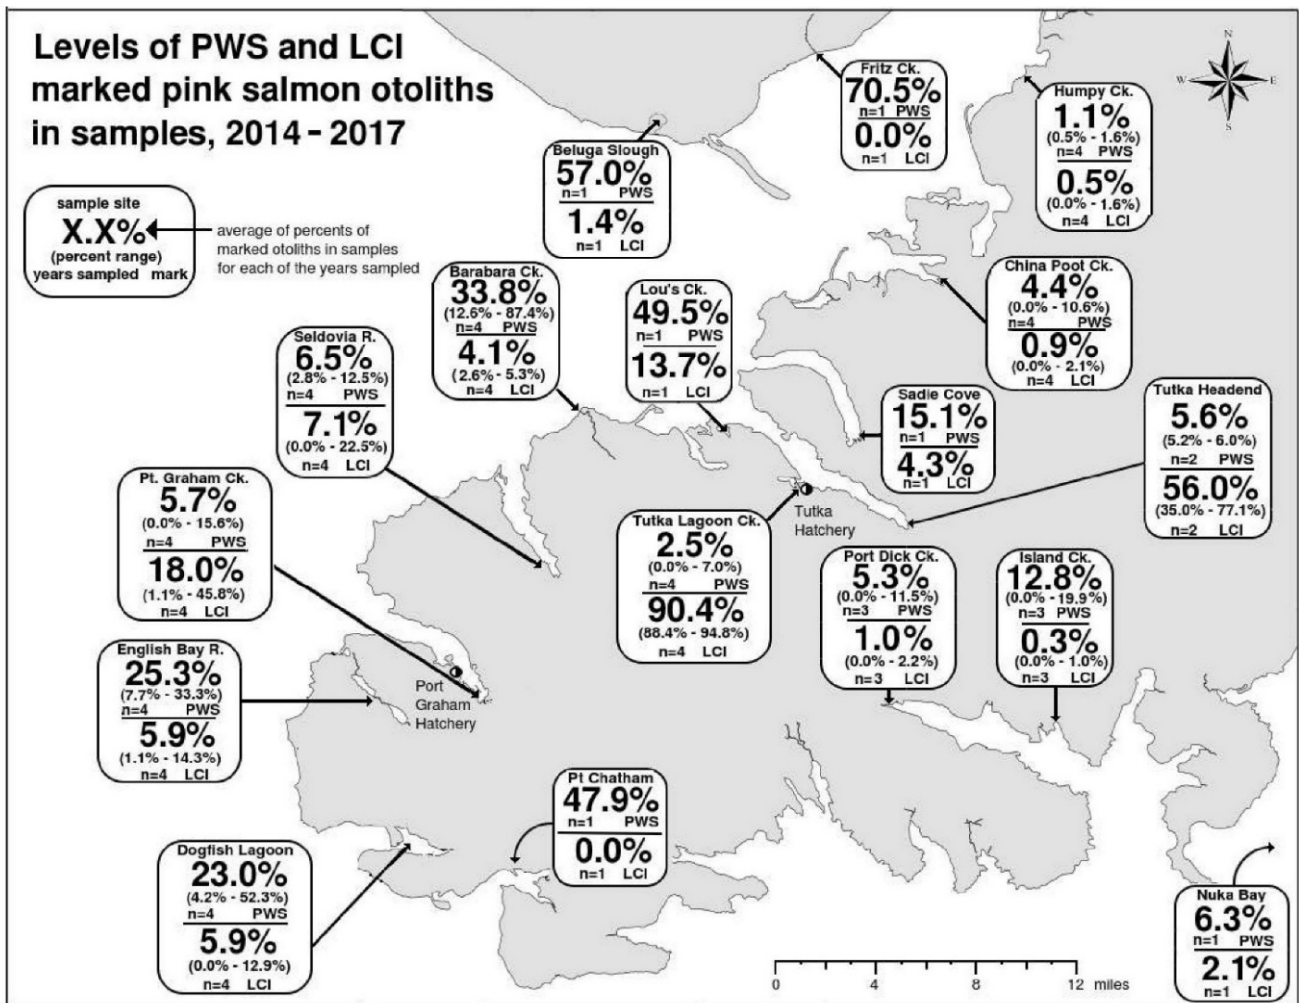 Levels of PWS and LCI
marked pink salmon otoliths
in samples, 2014 - 2017
sample site
X.X%
(percent range)
years sampled mark
average of percents of
marked otoliths in samples
for each of the years sampled
N
W E
S
Fritz Ck.
70.5%
n=1 PWS
0.0%
n=1 LCI
Humpy Ck.
1.1%
(0.5% - 1.6%)
n=4 PWS
0.5%
(0.0% - 1.6%)
n=4 LCI
Beluga Slough
57.0%
n=1 PWS
1.4%
n=1 LCI
Barabara Ck.
33.8%
(12.6% - 87.4%)
n=4 PWS
4.1%
(2.6% - 5.3%)
n=4 LCI
Lou's Ck.
49.5%
n=1 PWS
13.7%
n=1 LCI
China Poot Ck.
4.4%
(0.0% - 10.6%)
n=4 PWS
0.9%
(0.0% - 2.1%)
n=4 LCI
Seldovia R.
6.5%
(2.8% - 12.5%)
n=4 PWS
7.1%
(0.0% - 22.5%)
n=4 LCI
Sadie Cove
15.1%
n=1 PWS
4.3%
n=1 LCI
Tutka Headend
5.6%
(5.2% - 6.0%)
n=2 PWS
56.0%
(35.0% - 77.1%)
n=2 LCI
Pt. Graham Ck.
5.7%
(0.0% - 15.6%)
n=4 PWS
18.0%
(1.1% - 45.8%)
n=4 LCI
Tutka
Hatchery
Tutka Lagoon Ck.
2.5%
(0.0% - 7.0%)
n=4 PWS
90.4%
(88.4% - 94.8%)
n=4 LCI
Port Dick Ck.
5.3%
(0.0% - 11.5%)
n=3 PWS
1.0%
(0.0% - 2.2%)
n=3 LCI
Island Ck.
12.8%
(0.0% - 19.9%)
n=3 PWS
0.3%
(0.0% - 1.0%)
n=3 LCI
English Bay R.
25.3%
(7.7% - 33.3%)
n=4 PWS
5.9%
(1.1% - 14.3%)
n=4 LCI
Port
Graham
Hatchery
Pt Chatham
47.9%
n=1 PWS
0.0%
n=1 LCI
Dogfish Lagoon
23.0%
(4.2% - 52.3%)
n=4 PWS
5.9%
(0.0% - 12.9%)
n=4 LCI
Nuka Bay
6.3%
n=1 PWS
2.1%
n=1 LCI
0 4 8 12 miles